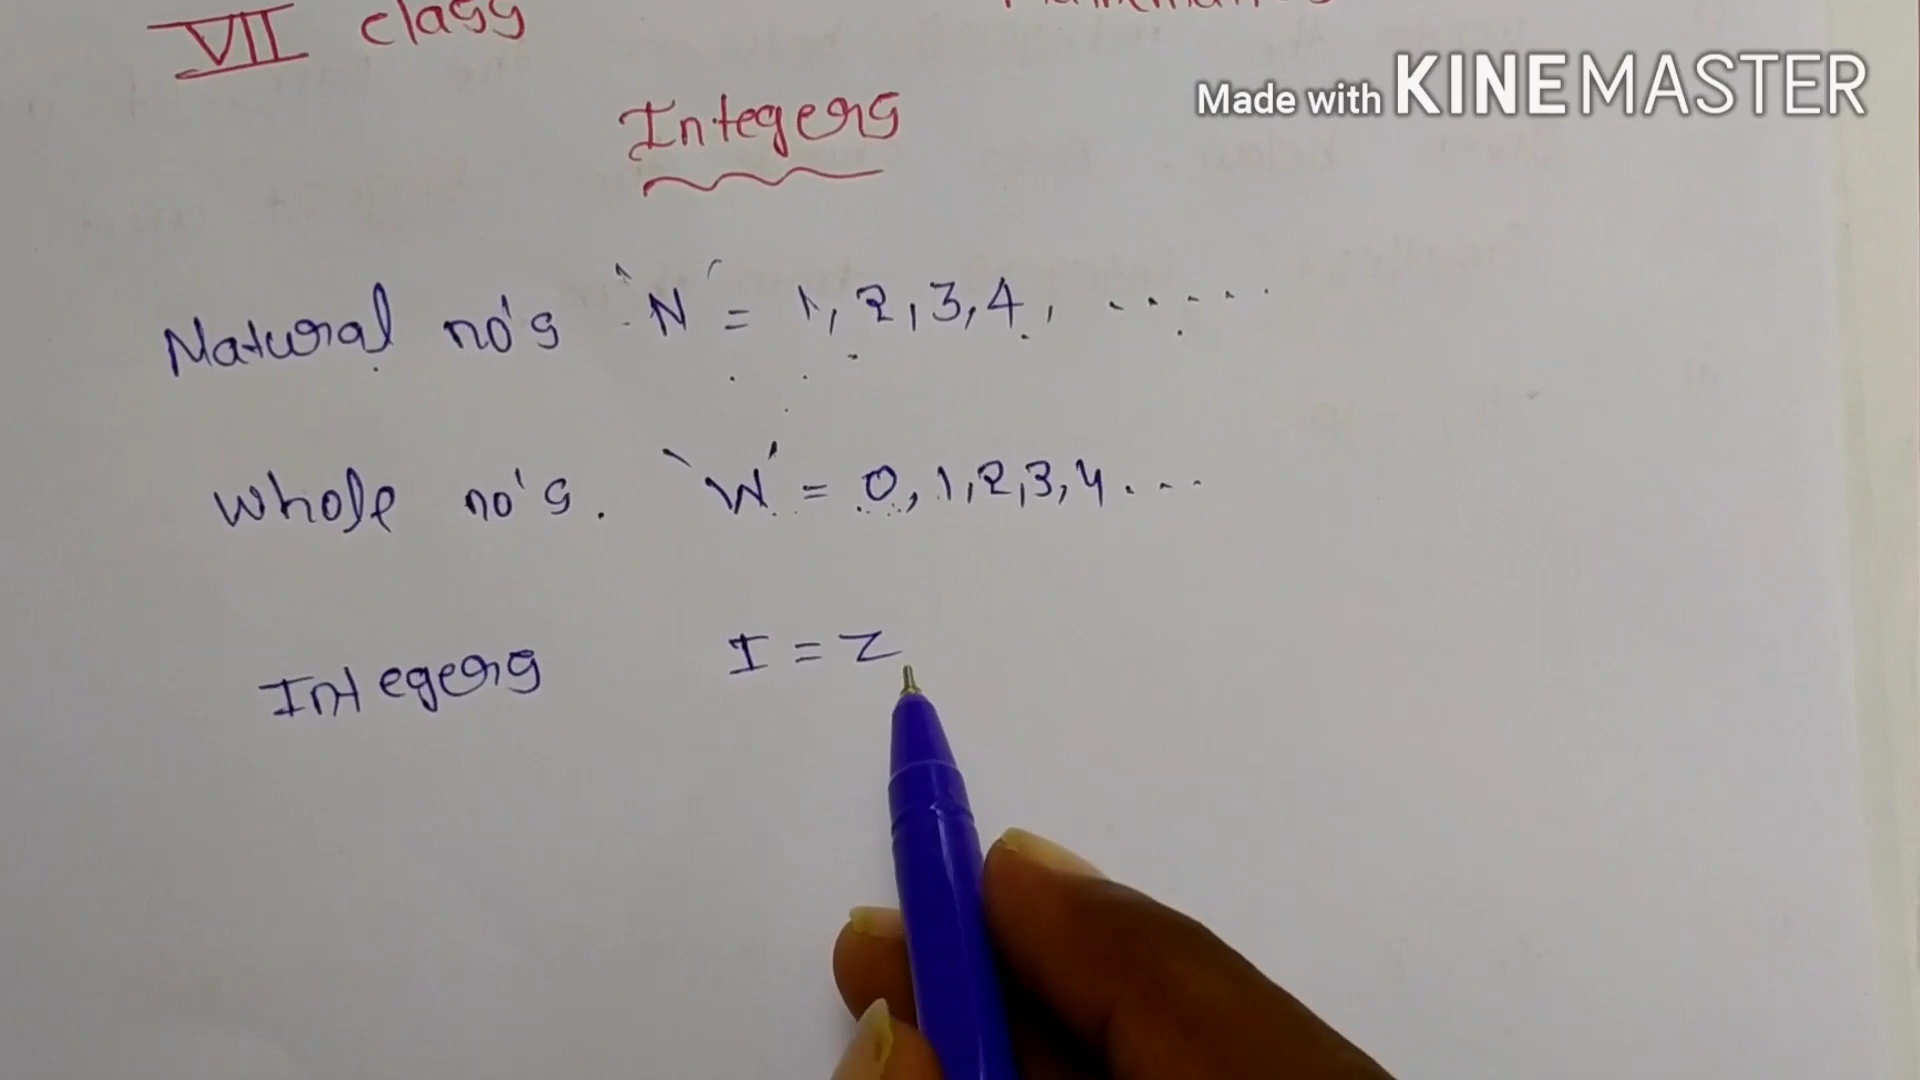 VII class
Made with KINEMASTER
Integers
Natural no's 'N' = 1, 2, 3, 4, .....
Whole no's. 'W' = 0, 1, 2, 3, 4 ...
Integers I = Z